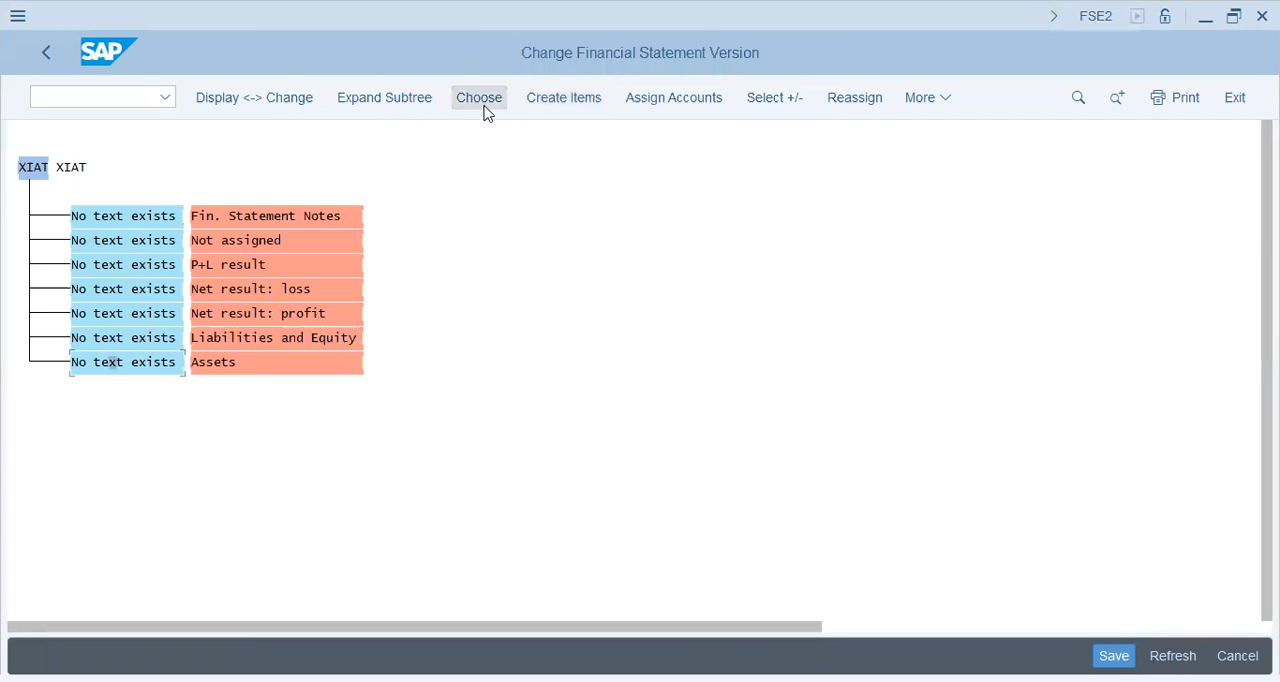 FSE2
SAP Change Financial Statement Version
Display <-> Change Expand Subtree Choose Create Items Assign Accounts Select +/- Reassign More Print Exit
XIAT XIAT
No text exists Fin. Statement Notes
No text exists Not assigned
No text exists P+L result
No text exists Net result: loss
No text exists Net result: profit
No text exists Liabilities and Equity
No text exists Assets
Save Refresh Cancel